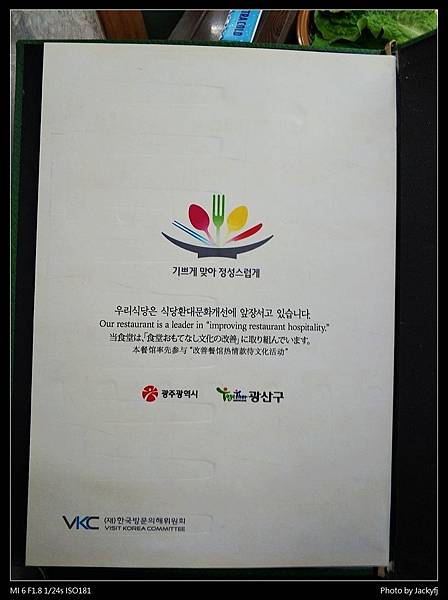 TRA COLD
기쁘게 맞아 정성스럽게
우리식당은 식당환대문화개선에 앞장서고 있습니다.
Our restaurant is a leader in "improving restaurant hospitality."
当食堂は、「食堂おもてなし文化の改善」に取り組んでいます。
本餐馆率先参与 "改善餐馆热情款待文化活动"
광주광역시 광산구
VKC (재)한국방문의해위원회
VISIT KOREA COMMITTEE
MI 6 F1.8 1/24s ISO181 Photo by Jackyfj